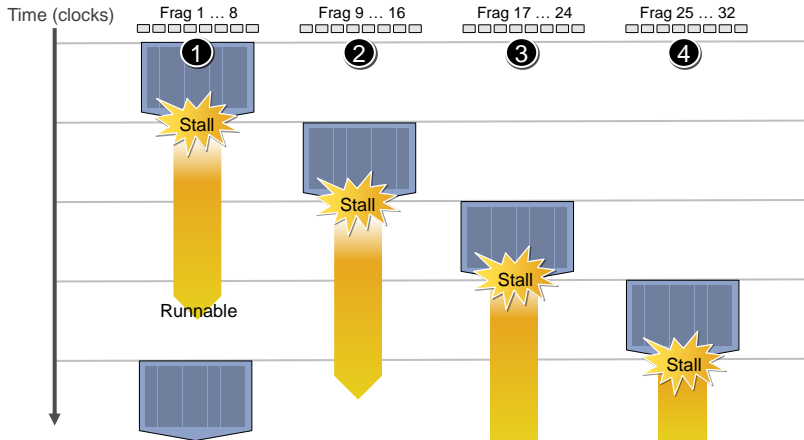 Time (clocks)
Frag 1 … 8
Frag 9 … 16
Frag 17 … 24
Frag 25 … 32
1
2
3
4
Stall
Stall
Stall
Runnable
Stall